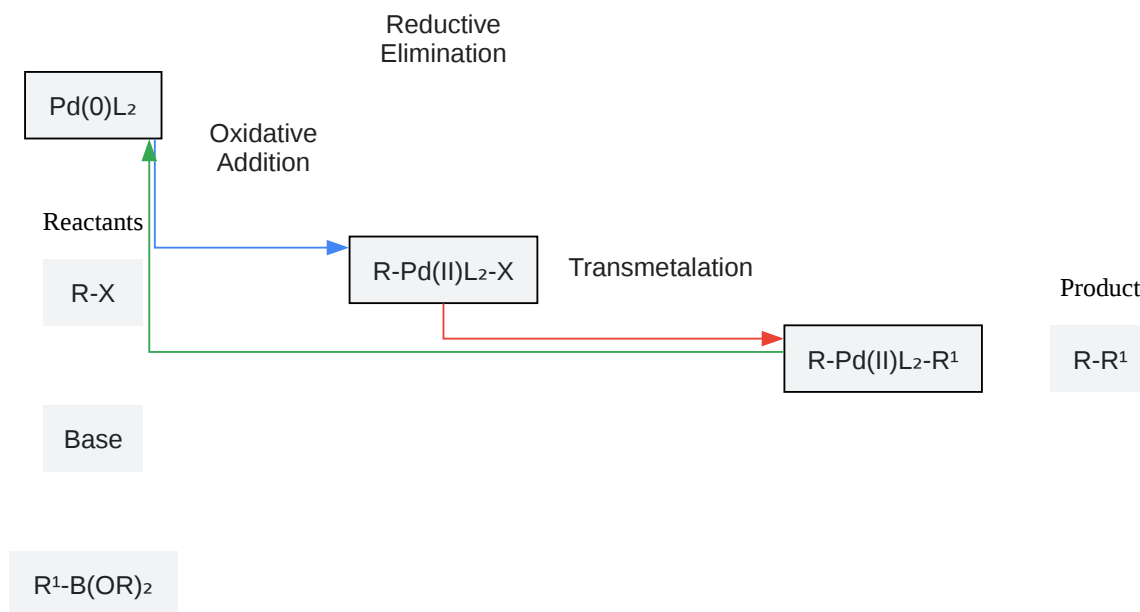 Reductive
Elimination
Pd(0)L₂
Oxidative
Addition
Reactants
R-Pd(II)L₂-X
Transmetalation
R-X
Product
R-Pd(II)L₂-R¹
R-R¹
Base
R¹-B(OR)₂